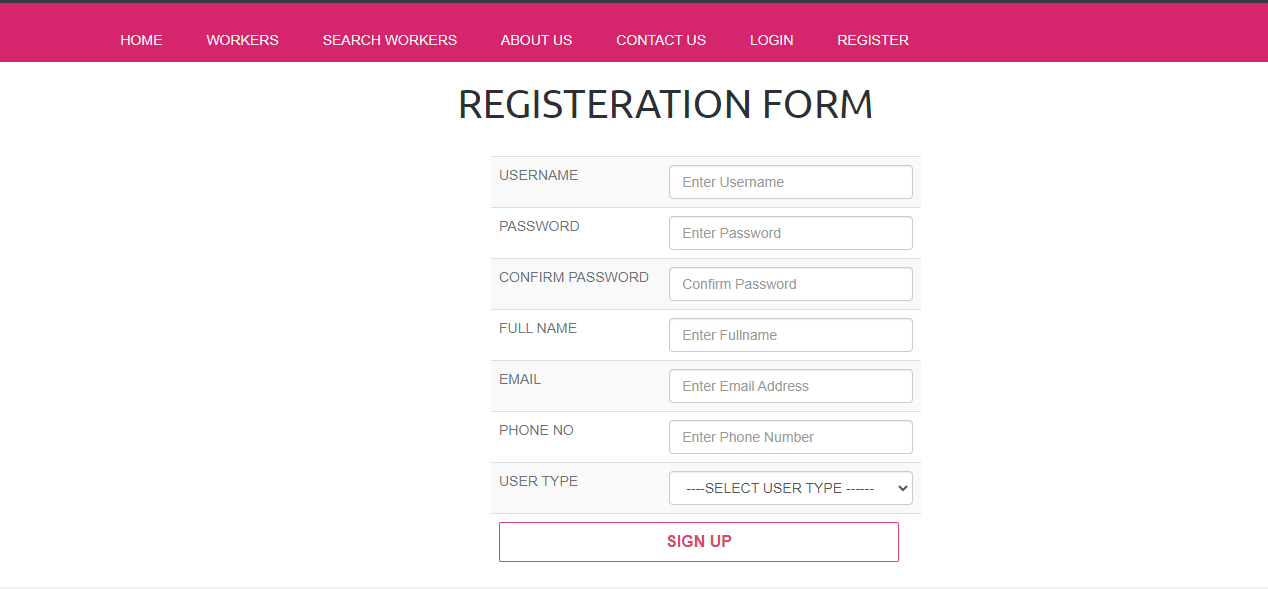 HOME WORKERS SEARCH WORKERS ABOUT US CONTACT US LOGIN REGISTER
REGISTERATION FORM
USERNAME Enter Username
PASSWORD Enter Password
CONFIRM PASSWORD Confirm Password
FULL NAME Enter Fullname
EMAIL Enter Email Address
PHONE NO Enter Phone Number
USER TYPE ----SELECT USER TYPE ------
SIGN UP